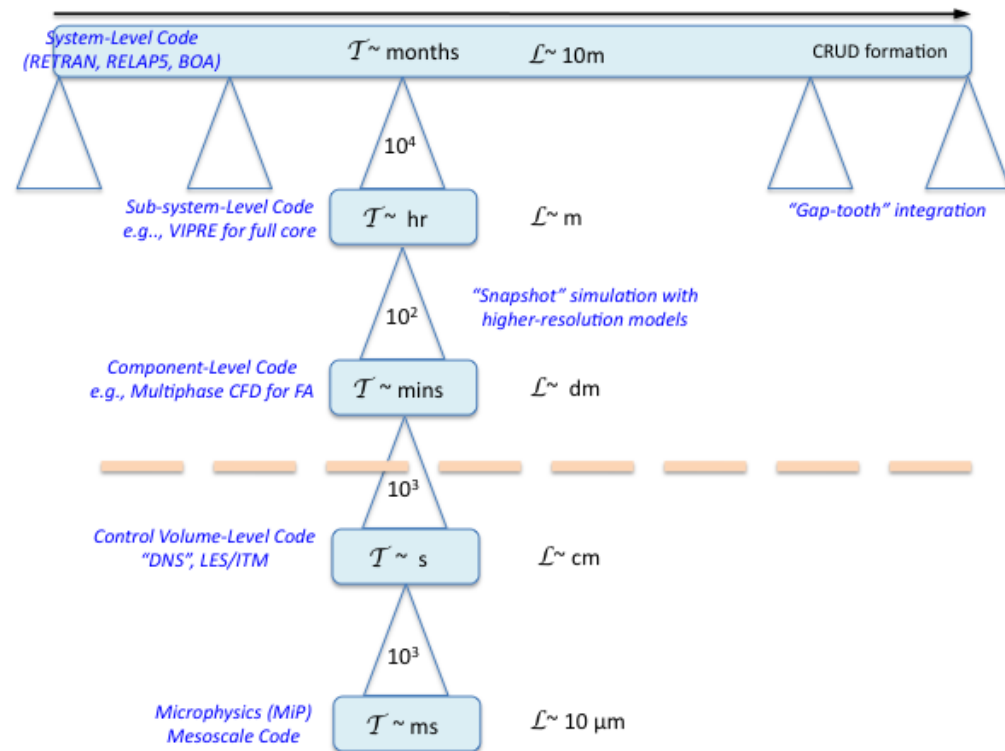 System-Level Code
(RETRAN, RELAP5, BOA)
𝒯 ~ months
ℒ~ 10m
CRUD formation
10⁴
Sub-system-Level Code
e.g.., VIPRE for full core
𝒯 ~ hr
ℒ~ m
“Gap-tooth” integration
10²
“Snapshot” simulation with
higher-resolution models
Component-Level Code
e.g., Multiphase CFD for FA
𝒯 ~ mins
ℒ~ dm
10³
Control Volume-Level Code
“DNS”, LES/ITM
𝒯 ~ s
ℒ~ cm
10³
Microphysics (MiP)
Mesoscale Code
𝒯 ~ ms
ℒ~ 10 μm